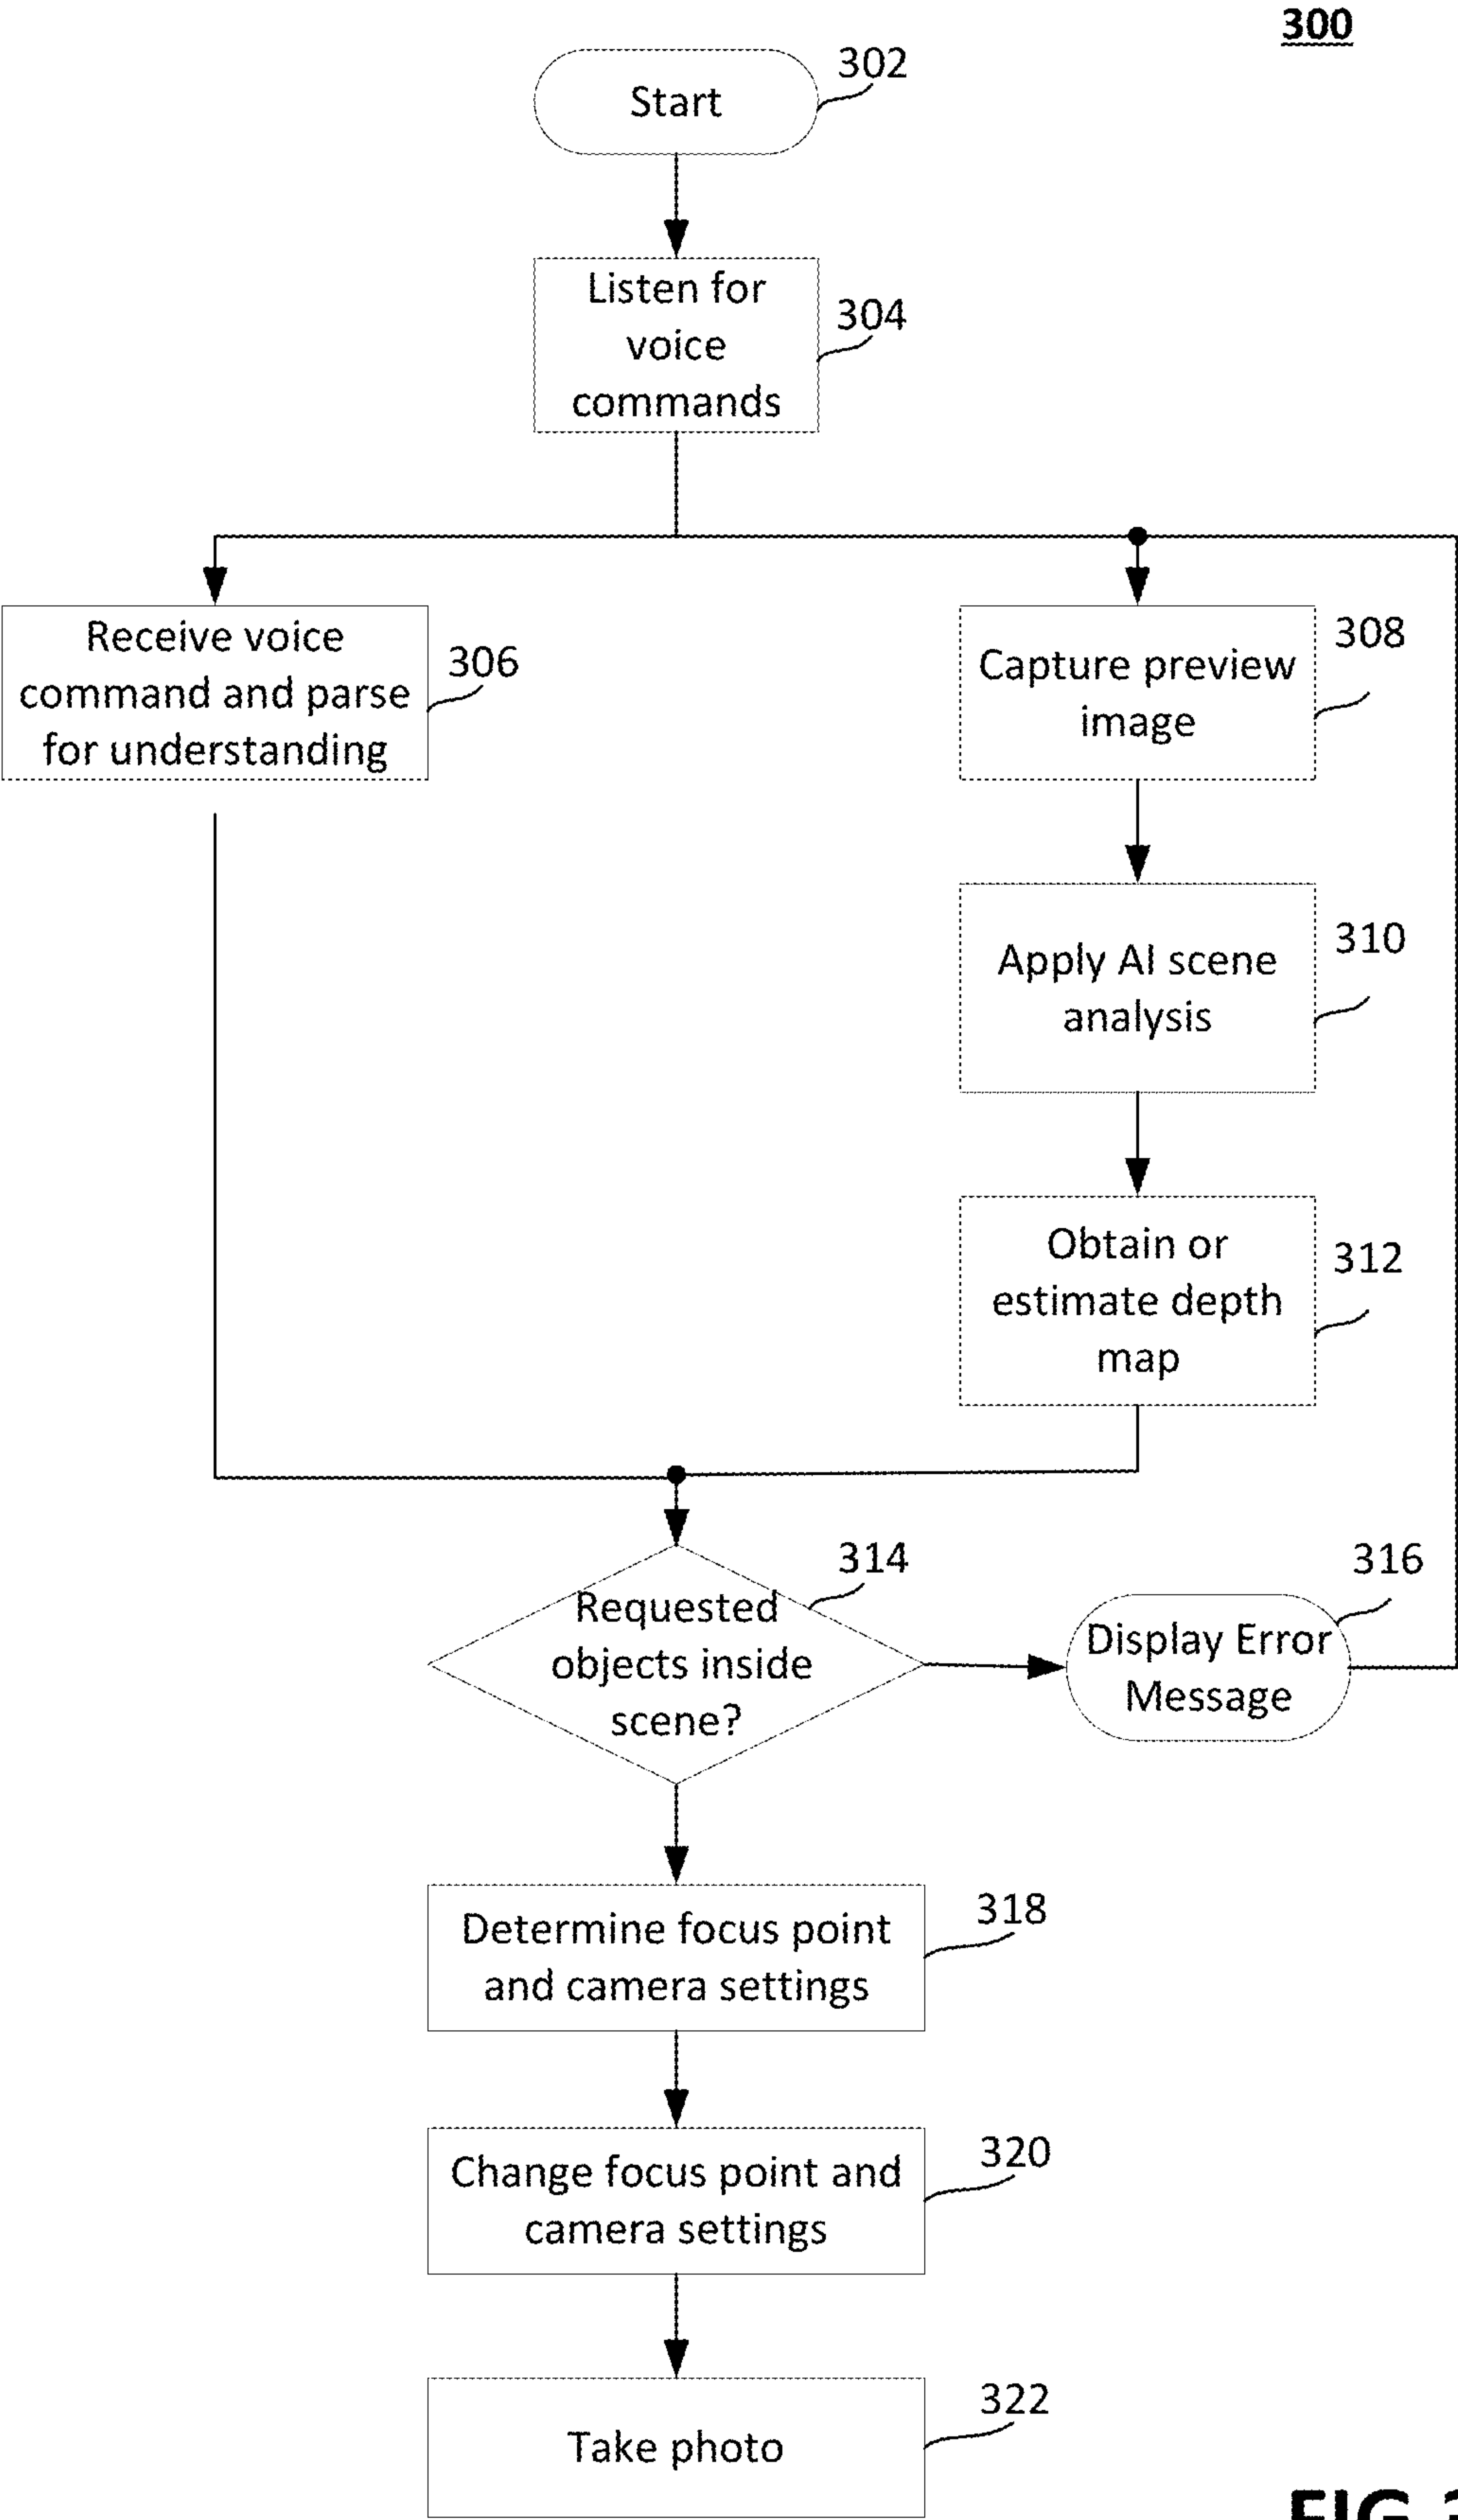 300
Start
302
Listen for
voice
commands
304
Receive voice
command and parse
for understanding
306
Capture preview
image
308
Apply AI scene
analysis
310
Obtain or
estimate depth
map
312
Requested
objects inside
scene?
314
Display Error
Message
316
Determine focus point
and camera settings
318
Change focus point and
camera settings
320
Take photo
322